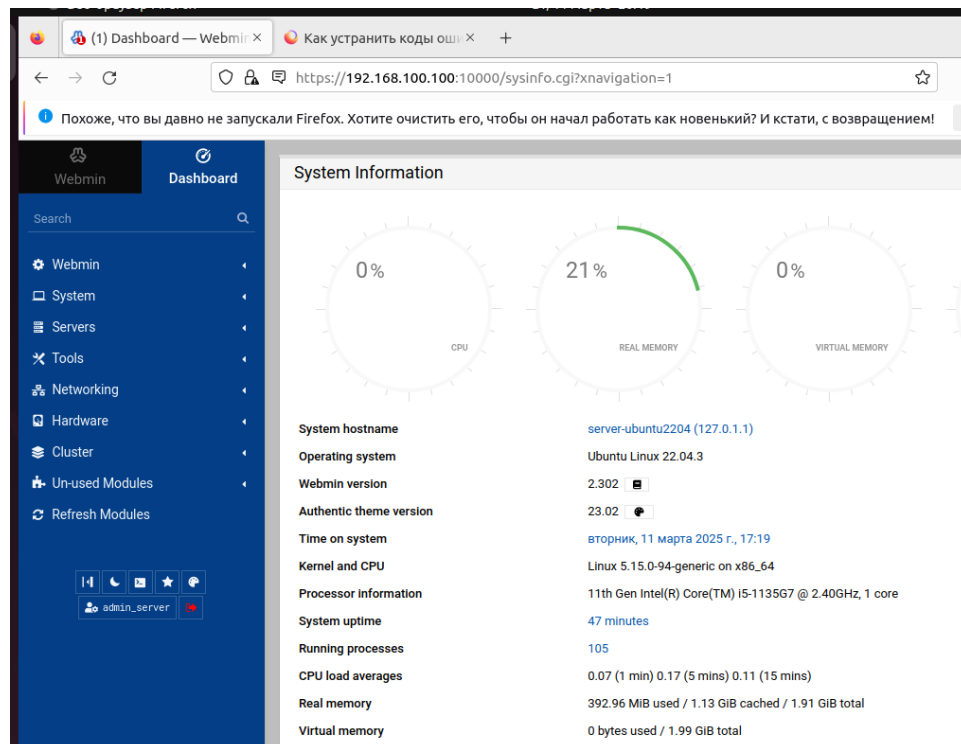 (1) Dashboard — Webmin
Как устранить коды оши
https://192.168.100.100:10000/sysinfo.cgi?xnavigation=1
Похоже, что вы давно не запускали Firefox. Хотите очистить его, чтобы он начал работать как новенький? И кстати, с возвращением!
Webmin
Dashboard
System Information
Search
Webmin
System
Servers
Tools
Networking
Hardware
Cluster
Un-used Modules
Refresh Modules
admin_server
0%
CPU
21%
REAL MEMORY
0%
VIRTUAL MEMORY
System hostname server-ubuntu2204 (127.0.1.1)
Operating system Ubuntu Linux 22.04.3
Webmin version 2.302
Authentic theme version 23.02
Time on system вторник, 11 марта 2025 г., 17:19
Kernel and CPU Linux 5.15.0-94-generic on x86_64
Processor information 11th Gen Intel(R) Core(TM) i5-1135G7 @ 2.40GHz, 1 core
System uptime 47 minutes
Running processes 105
CPU load averages 0.07 (1 min) 0.17 (5 mins) 0.11 (15 mins)
Real memory 392.96 MiB used / 1.13 GiB cached / 1.91 GiB total
Virtual memory 0 bytes used / 1.99 GiB total